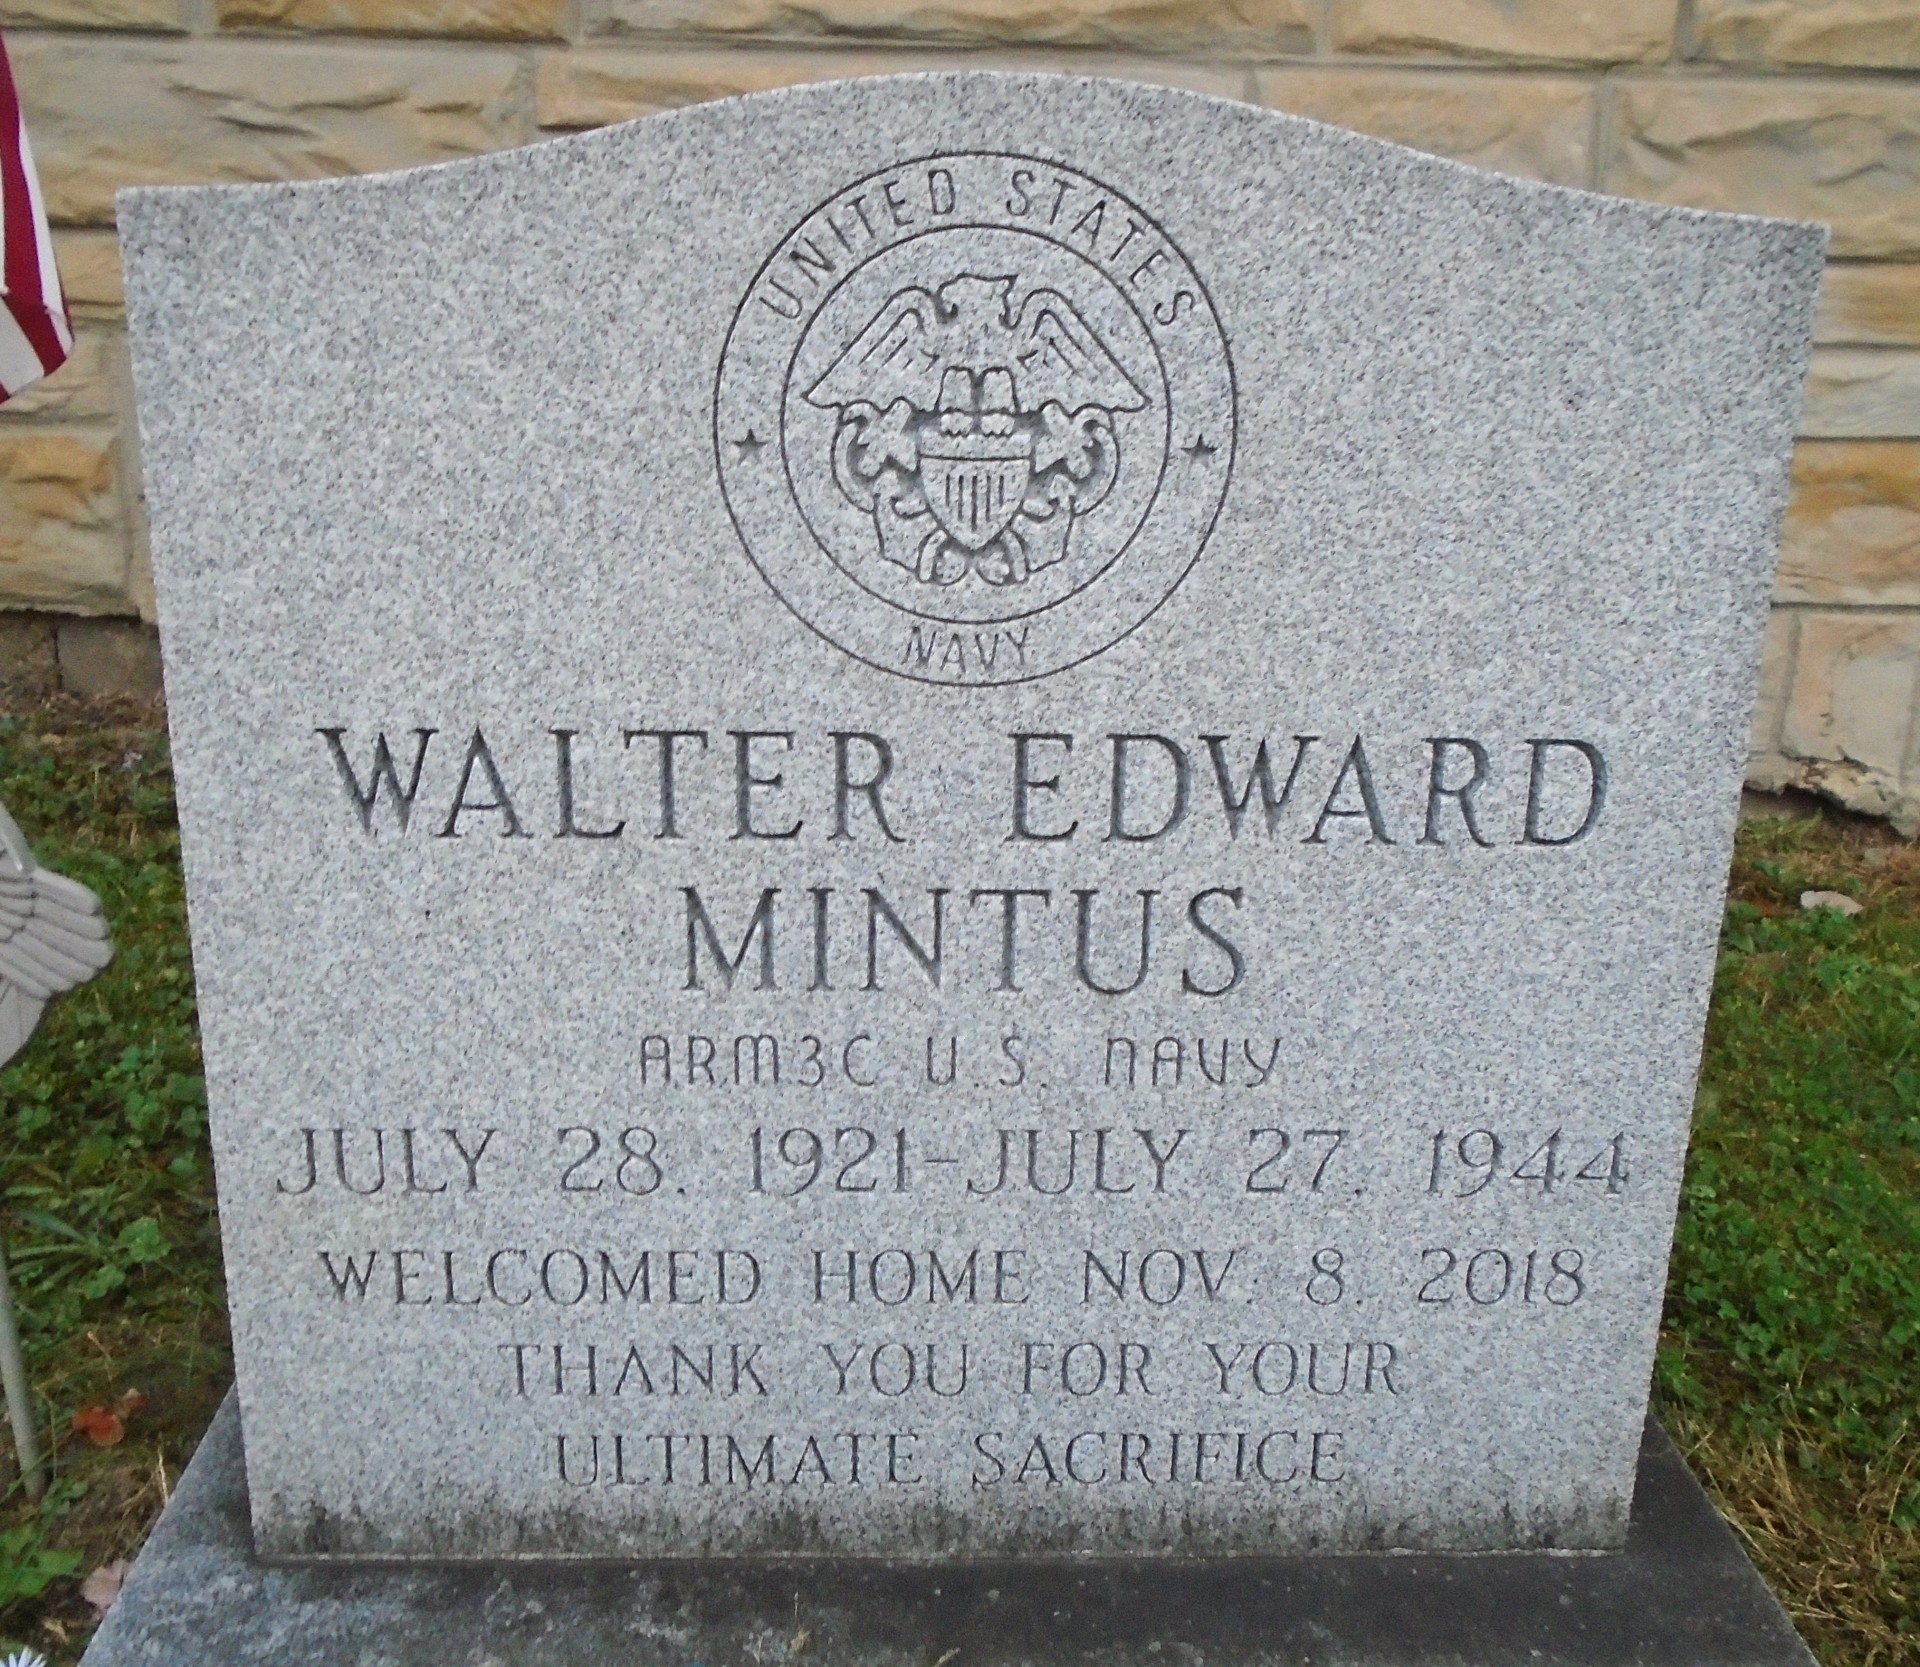 UNITED STATES
NAVY
WALTER EDWARD
MINTUS
ARM3C U.S. NAVY
JULY 28, 1921-JULY 27, 1944
WELCOMED HOME NOV. 8, 2018
THANK YOU FOR YOUR
ULTIMATE SACRIFICE